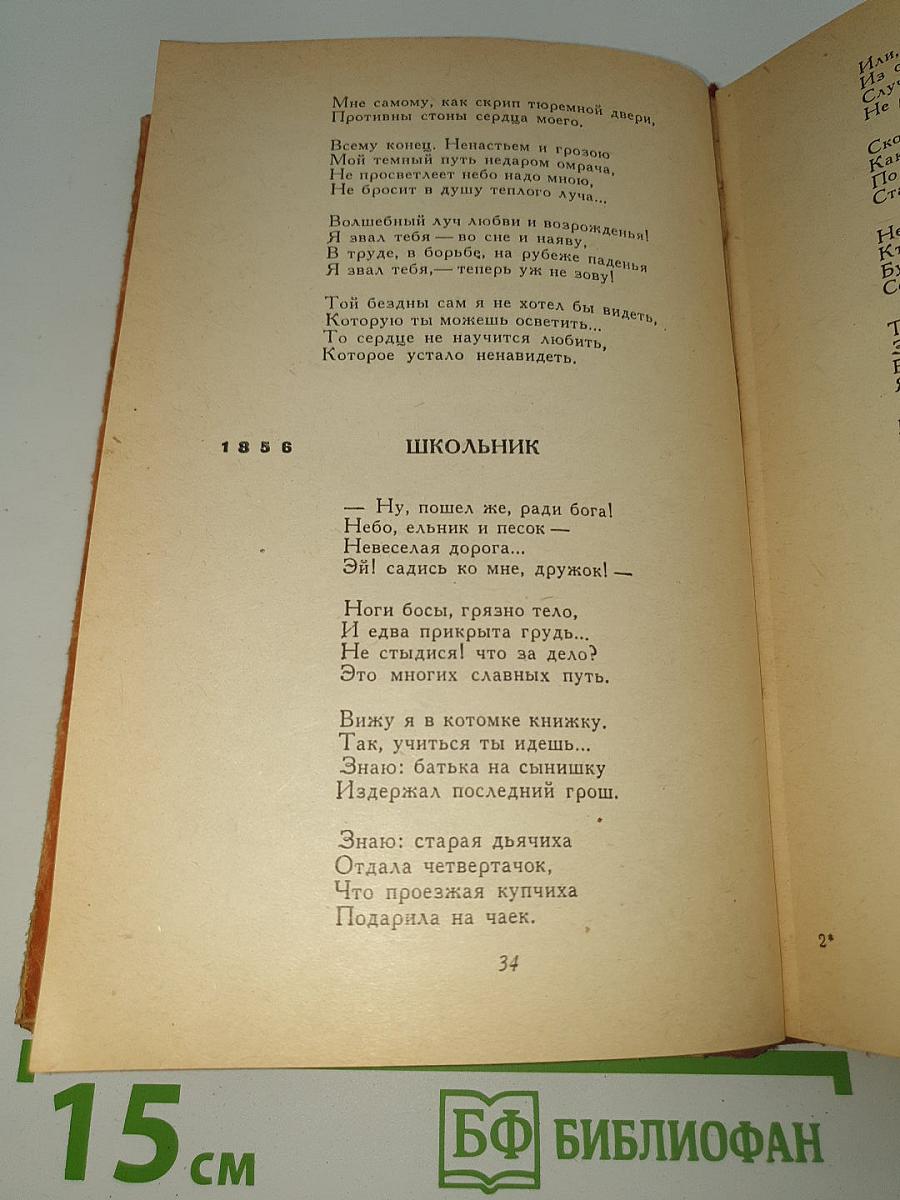 Мне самому, как скрип тюремной двери,
Противны стоны сердца моего.
Всему конец. Ненастьем и грозою
Мой темный путь недаром омрача,
Не просветлеет небо надо мною,
Не бросит в душу теплого луча...
Волшебный луч любви и возрожденья!
Я звал тебя — во сне и наяву,
В труде, в борьбе, на рубеже паденья
Я звал тебя,— теперь уж не зову!
Той бездны сам я не хотел бы видеть,
Которую ты можешь осветить...
То сердце не научится любить,
Которое устало ненавидеть.
1856 ШКОЛЬНИК
— Ну, пошел же, ради бога!
Небо, ельник и песок —
Невеселая дорога...
Эй! садись ко мне, дружок! —
Ноги босы, грязно тело,
И едва прикрыта грудь...
Не стыдися! что за дело?
Это многих славных путь.
Вижу я в котомке книжку.
Так, учиться ты идешь...
Знаю: батька на сынишку
Издержал последний грош.
Знаю: старая дьячиха
Отдала четвертачок,
Что проезжая купчиха
Подарила на чаек.
34
Или,
Из
Не
По
2*
15 см
БФ БИБЛИОФАН